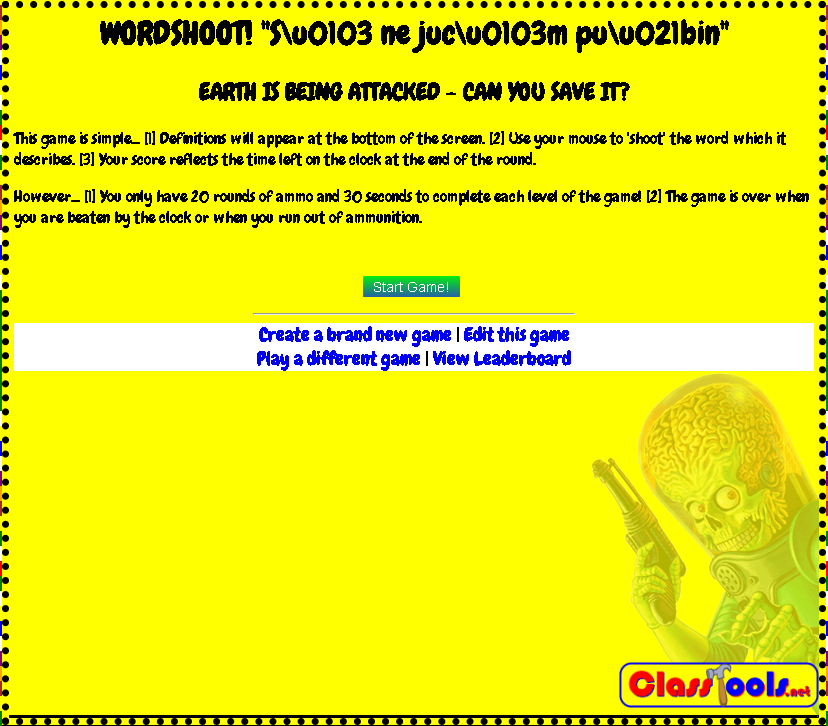 WORDSHOOT! "S\u0103 ne juc\u0103m pu\u021bin"
EARTH IS BEING ATTACKED - CAN YOU SAVE IT?
This game is simple... [1] Definitions will appear at the bottom of the screen. [2] Use your mouse to 'shoot' the word which it
describes. [3] Your score reflects the time left on the clock at the end of the round.
However... [1] You only have 20 rounds of ammo and 30 seconds to complete each level of the game! [2] The game is over when
you are beaten by the clock or when you run out of ammunition.
Start Game!
Create a brand new game | Edit this game
Play a different game | View Leaderboard
ClassTools.net